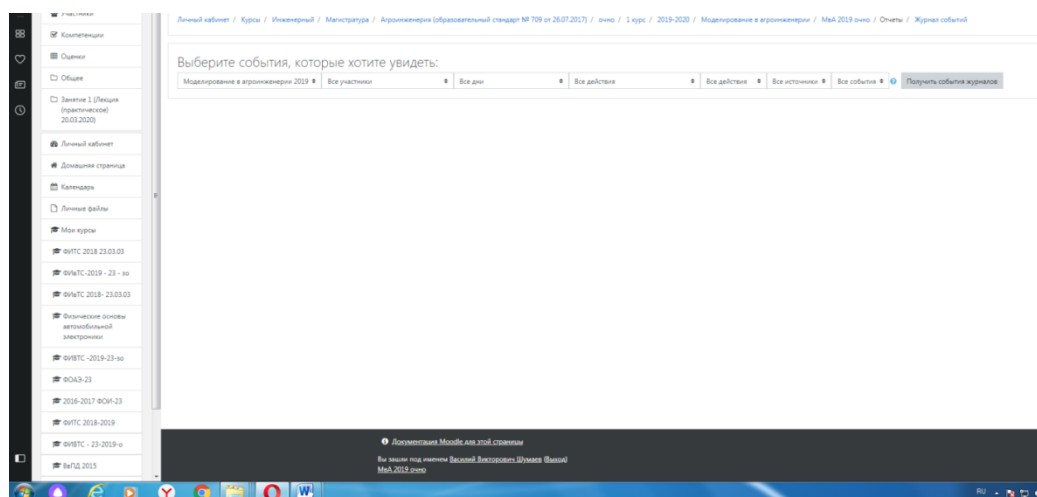 Участники
Компетенции
Оценки
Общее
Занятие 1 (Лекция
(практическое)
20.03.2020)
Личный кабинет
Домашняя страница
Календарь
Личные файлы
Мои курсы
ФИТС 2018 23.03.03
ФИвТС-2019 - 23 - зо
ФИвТС 2018- 23.03.03
Физические основы
автомобильной
электроники
ФИВТС -2019-23-зо
ФОАЭ-23
2016-2017 ФОИ-23
ФИТС 2018-2019
ФИВТС - 23-2019-о
ВеПД 2015
Личный кабинет / Курсы / Инженерный / Магистратура / Агроинженерия (образовательный стандарт № 709 от 26.07.2017) / очно / 1 курс / 2019-2020 / Моделирование в агроинженерии / МвА 2019 очно / Отчеты / Журнал событий
Выберите события, которые хотите увидеть:
Моделирование в агроинженерии 2019 Все участники Все дни Все действия Все действия Все источники Все события Получить события журналов
Документация Moodle для этой страницы
Вы зашли под именем Василий Викторович Шумаев (Выход)
МвА 2019 очно
RU